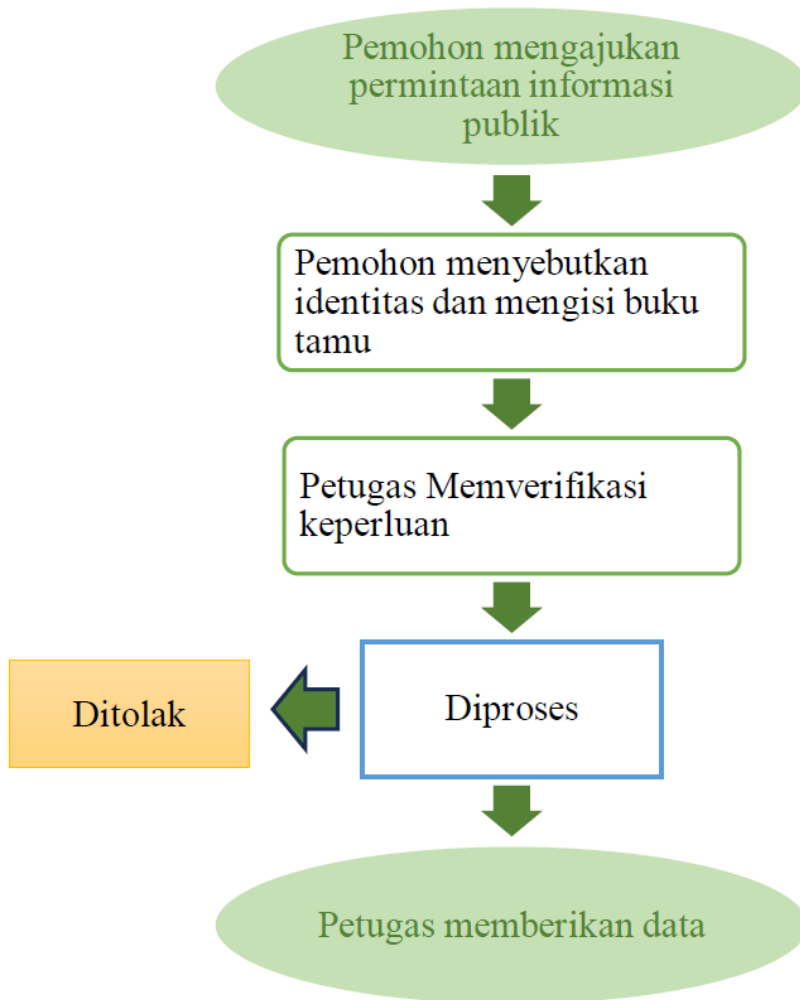 Pemohon mengajukan
permintaan informasi
publik
Pemohon menyebutkan
identitas dan mengisi buku
tamu
Petugas Memverifikasi
keperluan
Ditolak
Diproses
Petugas memberikan data